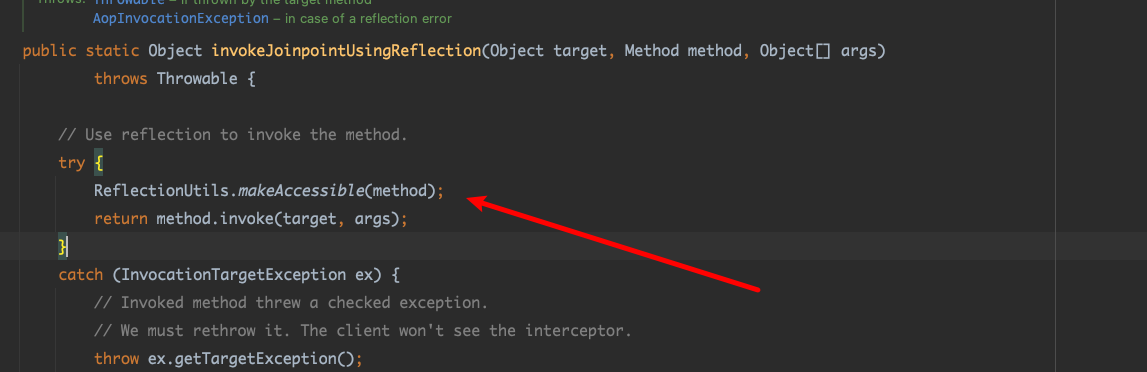 Throws: Throwable – if thrown by the target method
AopInvocationException – in case of a reflection error
public static Object invokeJoinpointUsingReflection(Object target, Method method, Object[] args)
throws Throwable {
// Use reflection to invoke the method.
try {
ReflectionUtils.makeAccessible(method);
return method.invoke(target, args);
}
catch (InvocationTargetException ex) {
// Invoked method threw a checked exception.
// We must rethrow it. The client won't see the interceptor.
throw ex.getTargetException();